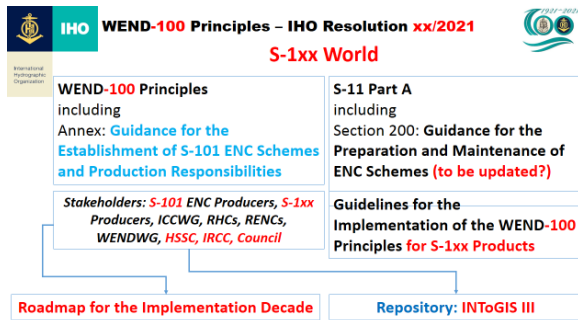 IHO
International
Hydrographic
Organization
WEND-100 Principles – IHO Resolution xx/2021
1921-2021
S-1xx World
WEND-100 Principles
including
Annex: Guidance for the
Establishment of S-101 ENC Schemes
and Production Responsibilities
S-11 Part A
including
Section 200: Guidance for the
Preparation and Maintenance of
ENC Schemes (to be updated?)
Stakeholders: S-101 ENC Producers, S-1xx
Producers, ICCWG, RHCs, RENCs,
WENDWG, HSSC, IRCC, Council
Guidelines for the
Implementation of the WEND-100
Principles for S-1xx Products
Roadmap for the Implementation Decade
Repository: INToGIS III